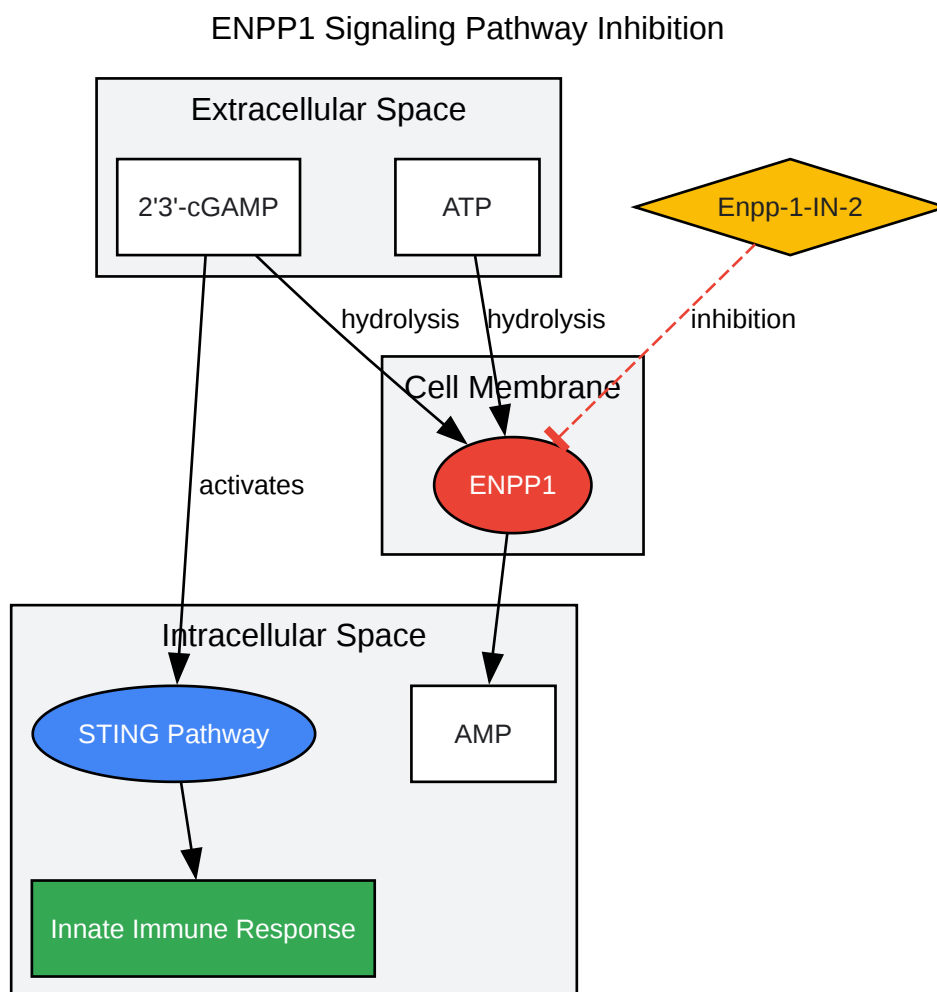 ENPP1 Signaling Pathway Inhibition
Extracellular Space
2'3'-cGAMP
ATP
Enpp-1-IN-2
hydrolysis
hydrolysis
inhibition
Cell Membrane
ENPP1
activates
Intracellular Space
STING Pathway
AMP
Innate Immune Response